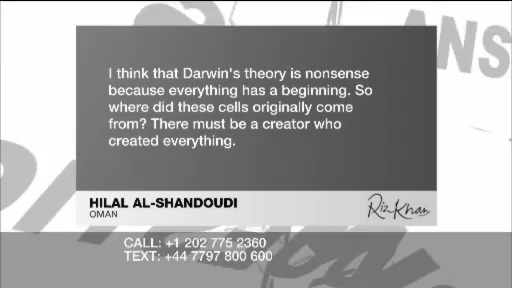 ANS
I think that Darwin's theory is nonsense
because everything has a beginning. So
where did these cells originally come
from? There must be a creator who
created everything.
HILAL AL-SHANDOUDI
OMAN
Riz Khan
CALL: +1 202 775 2360
TEXT: +44 7797 800 600